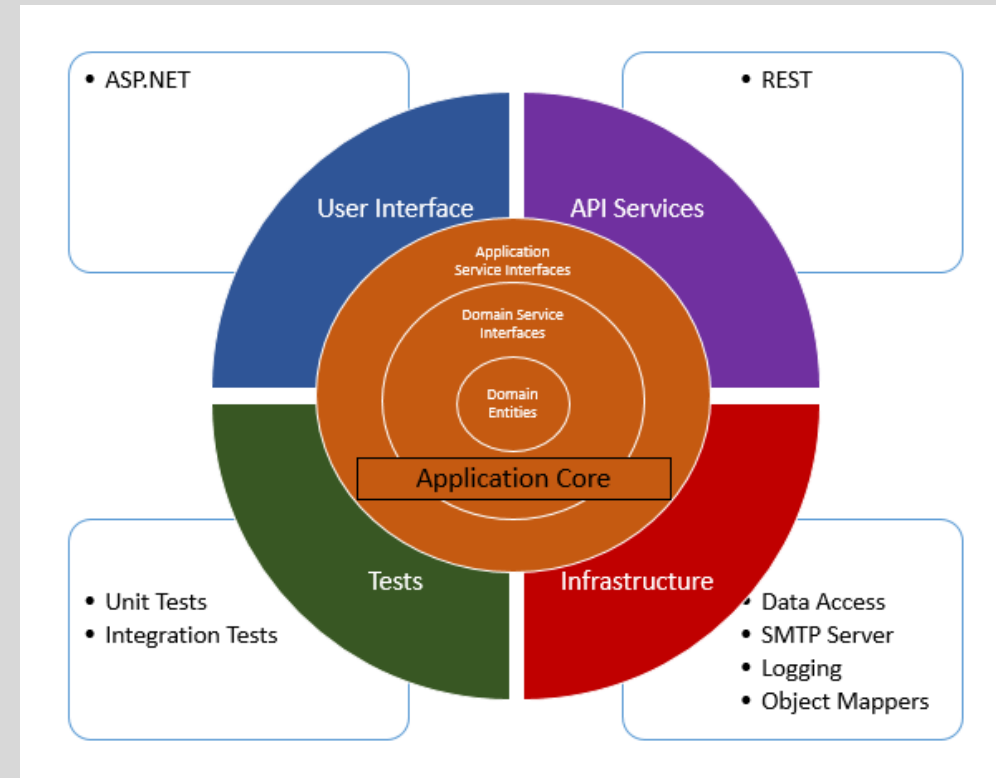 • ASP.NET
• REST
User Interface
API Services
Application
Service Interfaces
Domain Service
Interfaces
Domain
Entities
Application Core
Tests
Infrastructure
• Unit Tests
• Integration Tests
• Data Access
• SMTP Server
• Logging
• Object Mappers